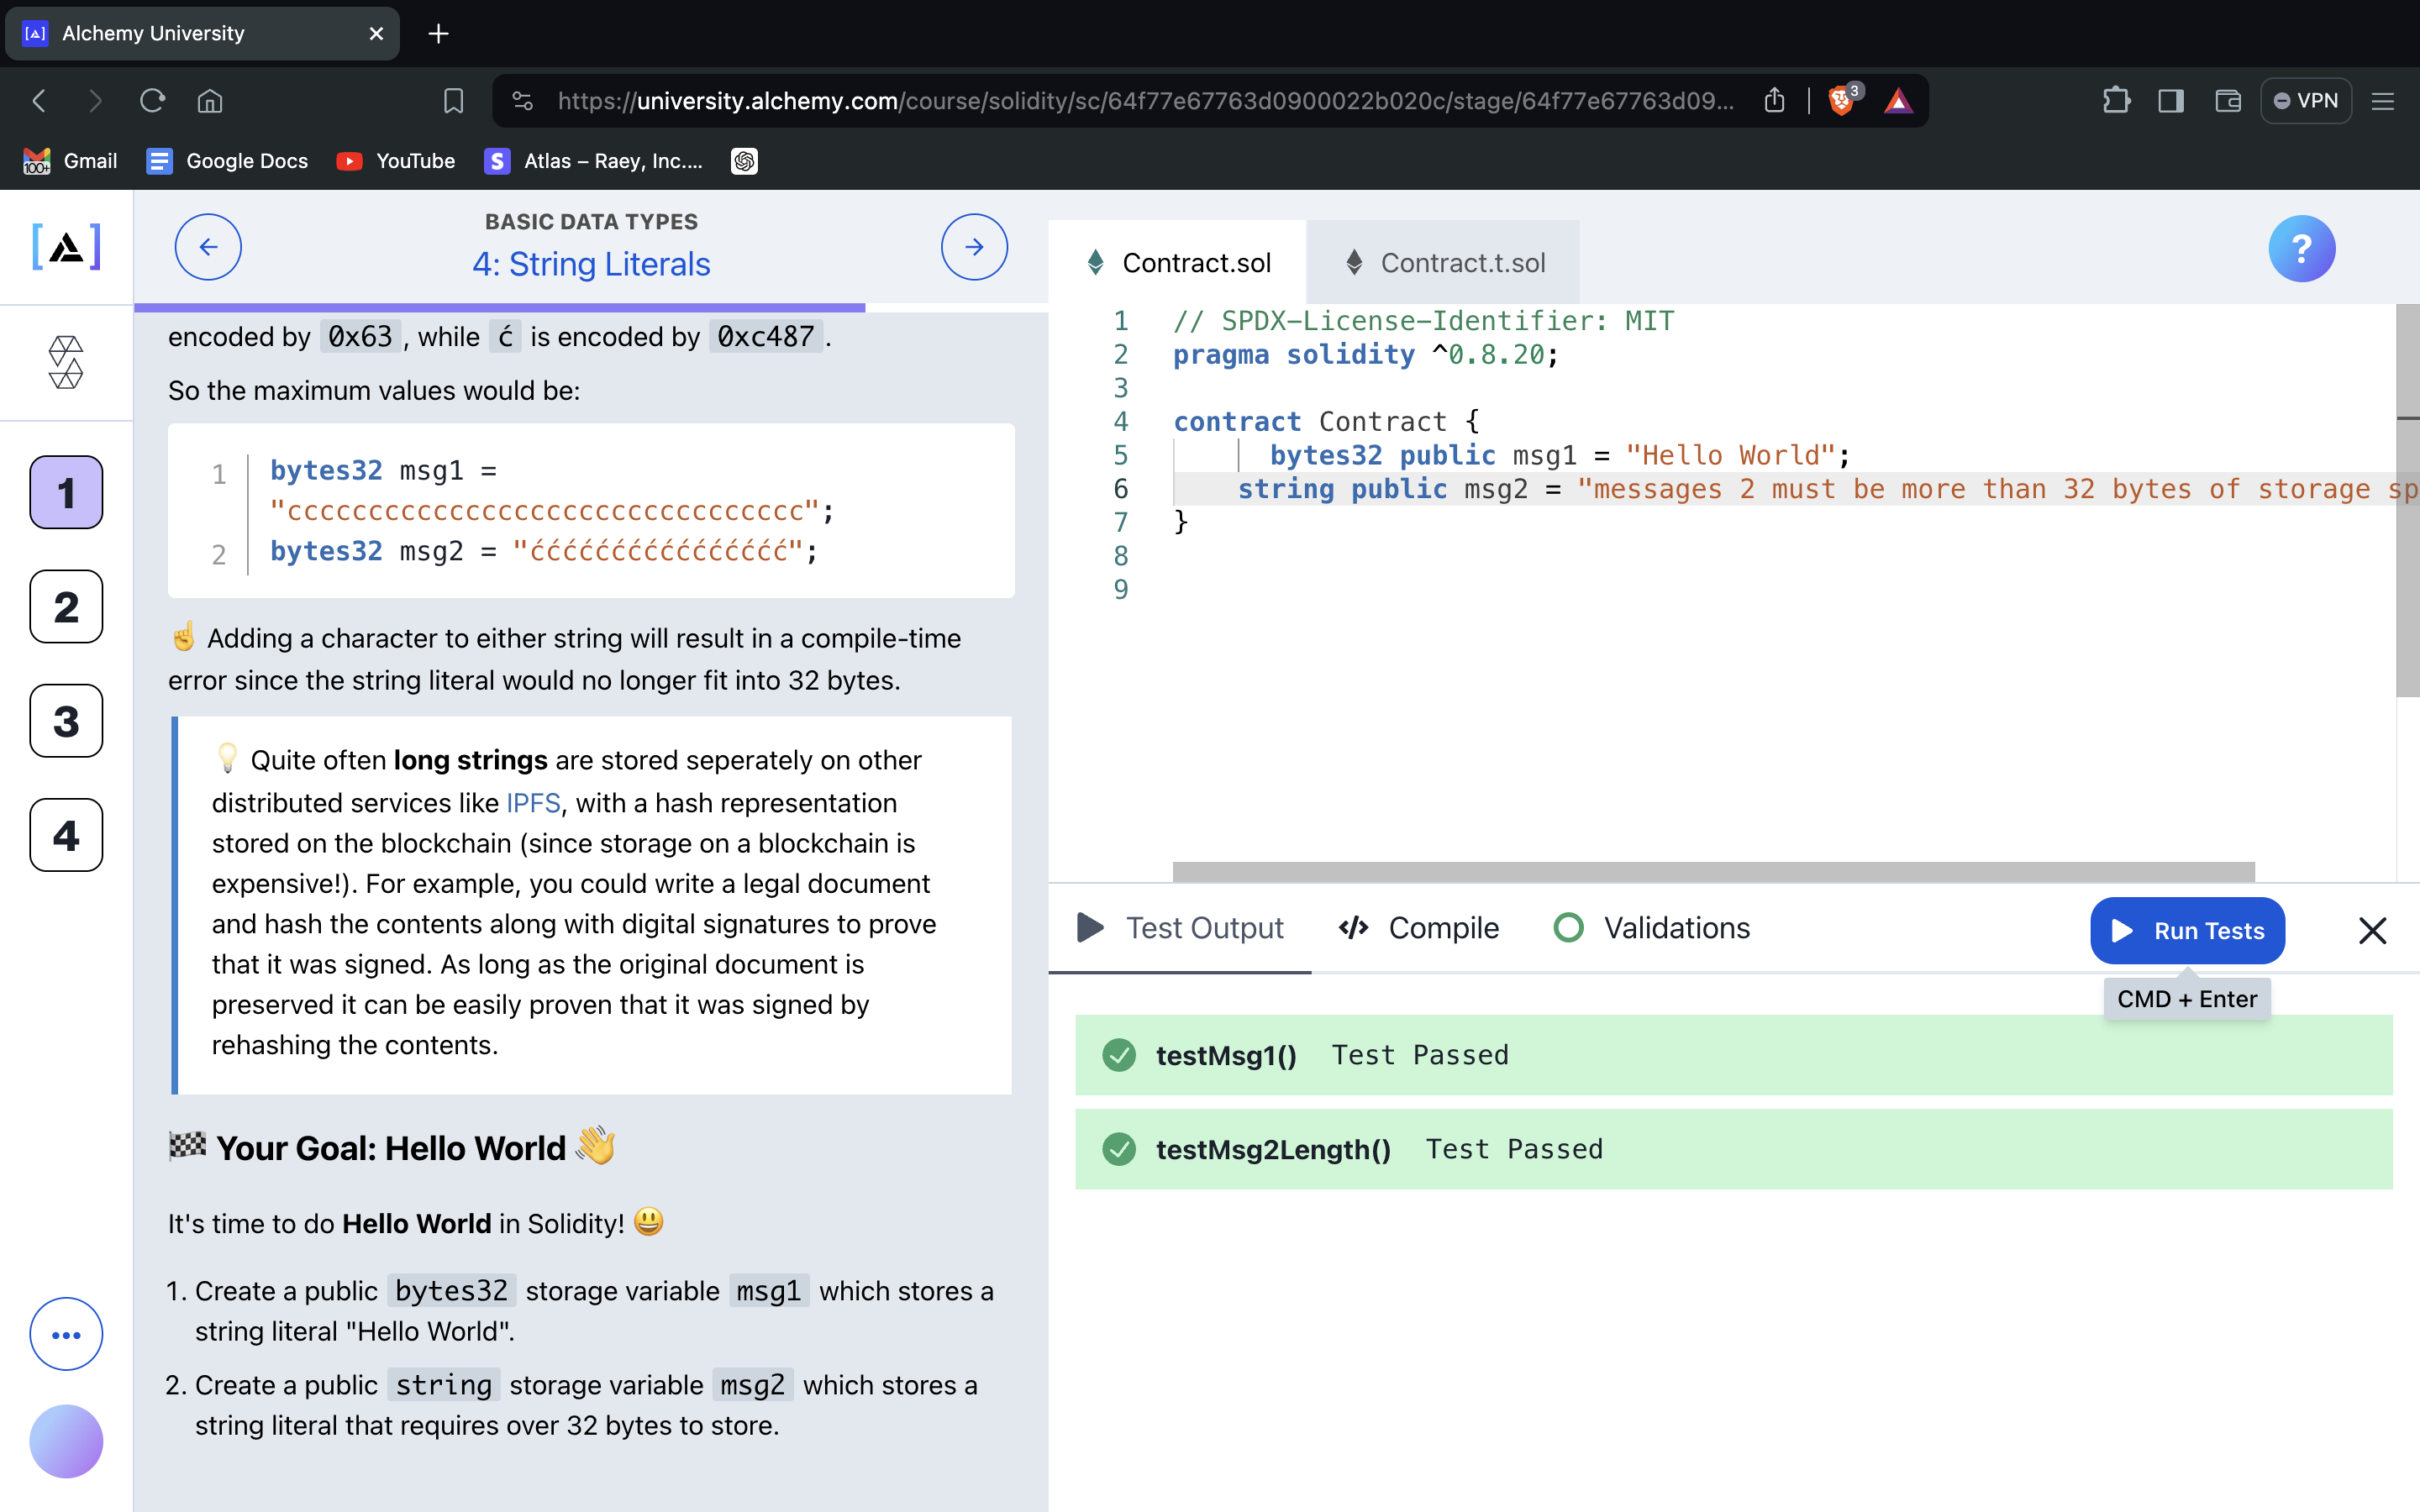 Alchemy University
https://university.alchemy.com/course/solidity/sc/64f77e67763d0900022b020c/stage/64f77e67763d09...
3
VPN
100+
Gmail
Google Docs
YouTube
S
Atlas – Raey, Inc....
BASIC DATA TYPES
4: String Literals
1
2
3
4
encoded by 0x63, while ć is encoded by 0xc487.
So the maximum values would be:
1 bytes32 msg1 =
"cccccccccccccccccccccccccccccccc";
2 bytes32 msg2 = "ćććććććććććććććć";
☝️ Adding a character to either string will result in a compile-time
error since the string literal would no longer fit into 32 bytes.
💡 Quite often long strings are stored seperately on other
distributed services like IPFS, with a hash representation
stored on the blockchain (since storage on a blockchain is
expensive!). For example, you could write a legal document
and hash the contents along with digital signatures to prove
that it was signed. As long as the original document is
preserved it can be easily proven that it was signed by
rehashing the contents.
🏁 Your Goal: Hello World 👋
It's time to do Hello World in Solidity! 😃
1. Create a public bytes32 storage variable msg1 which stores a
string literal "Hello World".
2. Create a public string storage variable msg2 which stores a
string literal that requires over 32 bytes to store.
Contract.sol
Contract.t.sol
?
1 // SPDX-License-Identifier: MIT
2 pragma solidity ^0.8.20;
3
4 contract Contract {
5 bytes32 public msg1 = "Hello World";
6 string public msg2 = "messages 2 must be more than 32 bytes of storage sp
7 }
8
9
Test Output
</> Compile
Validations
Run Tests
CMD + Enter
testMsg1() Test Passed
testMsg2Length() Test Passed